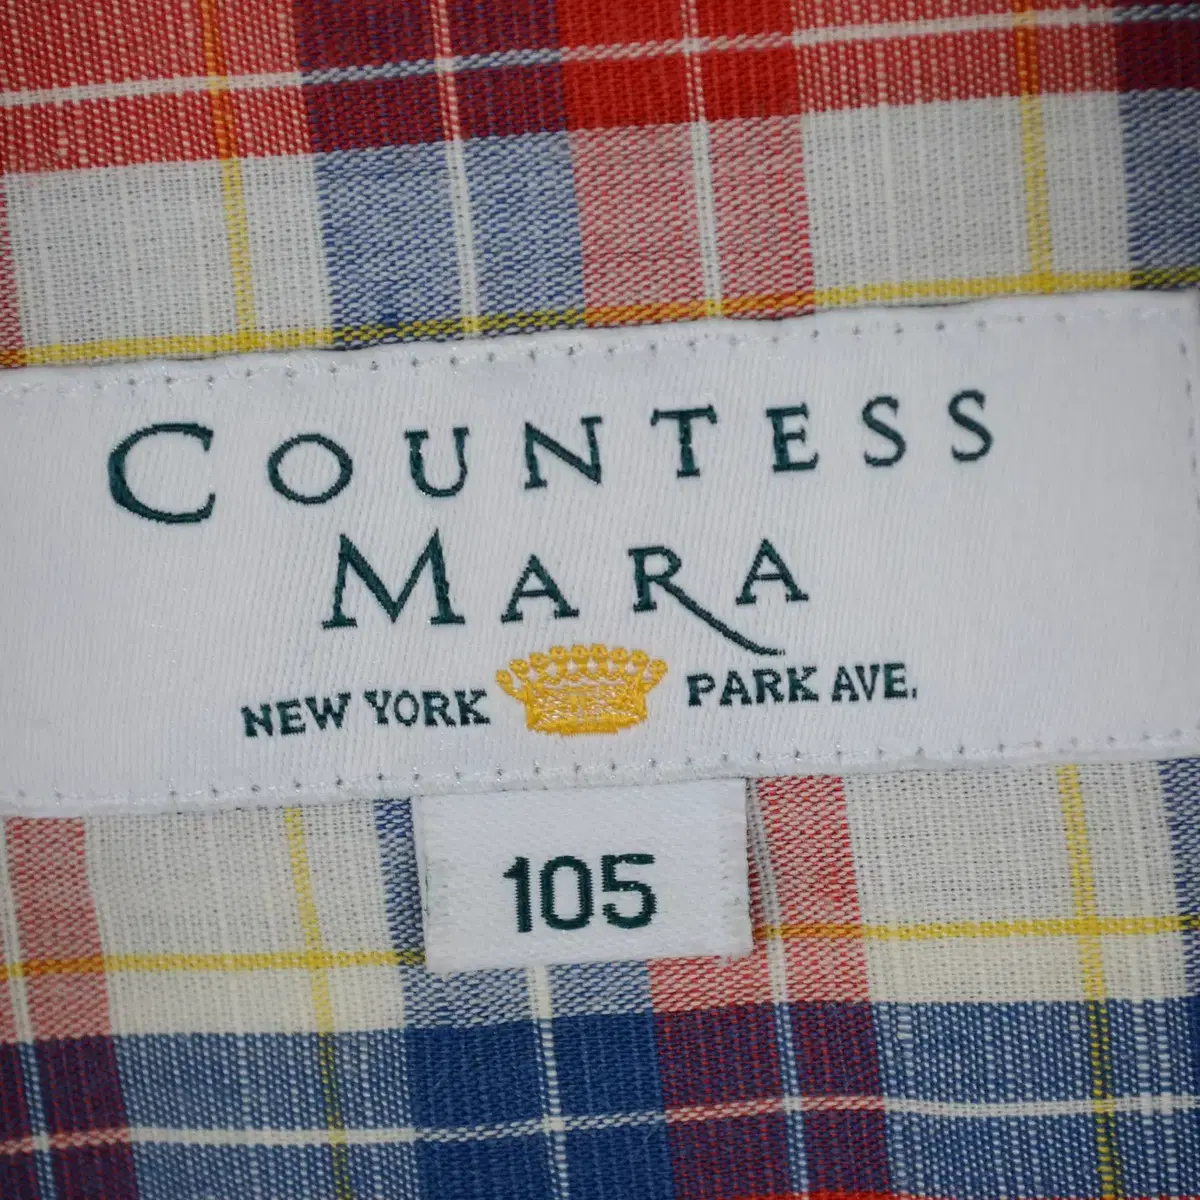 COUNTESS
MARA
NEW YORK PARK AVE.
105